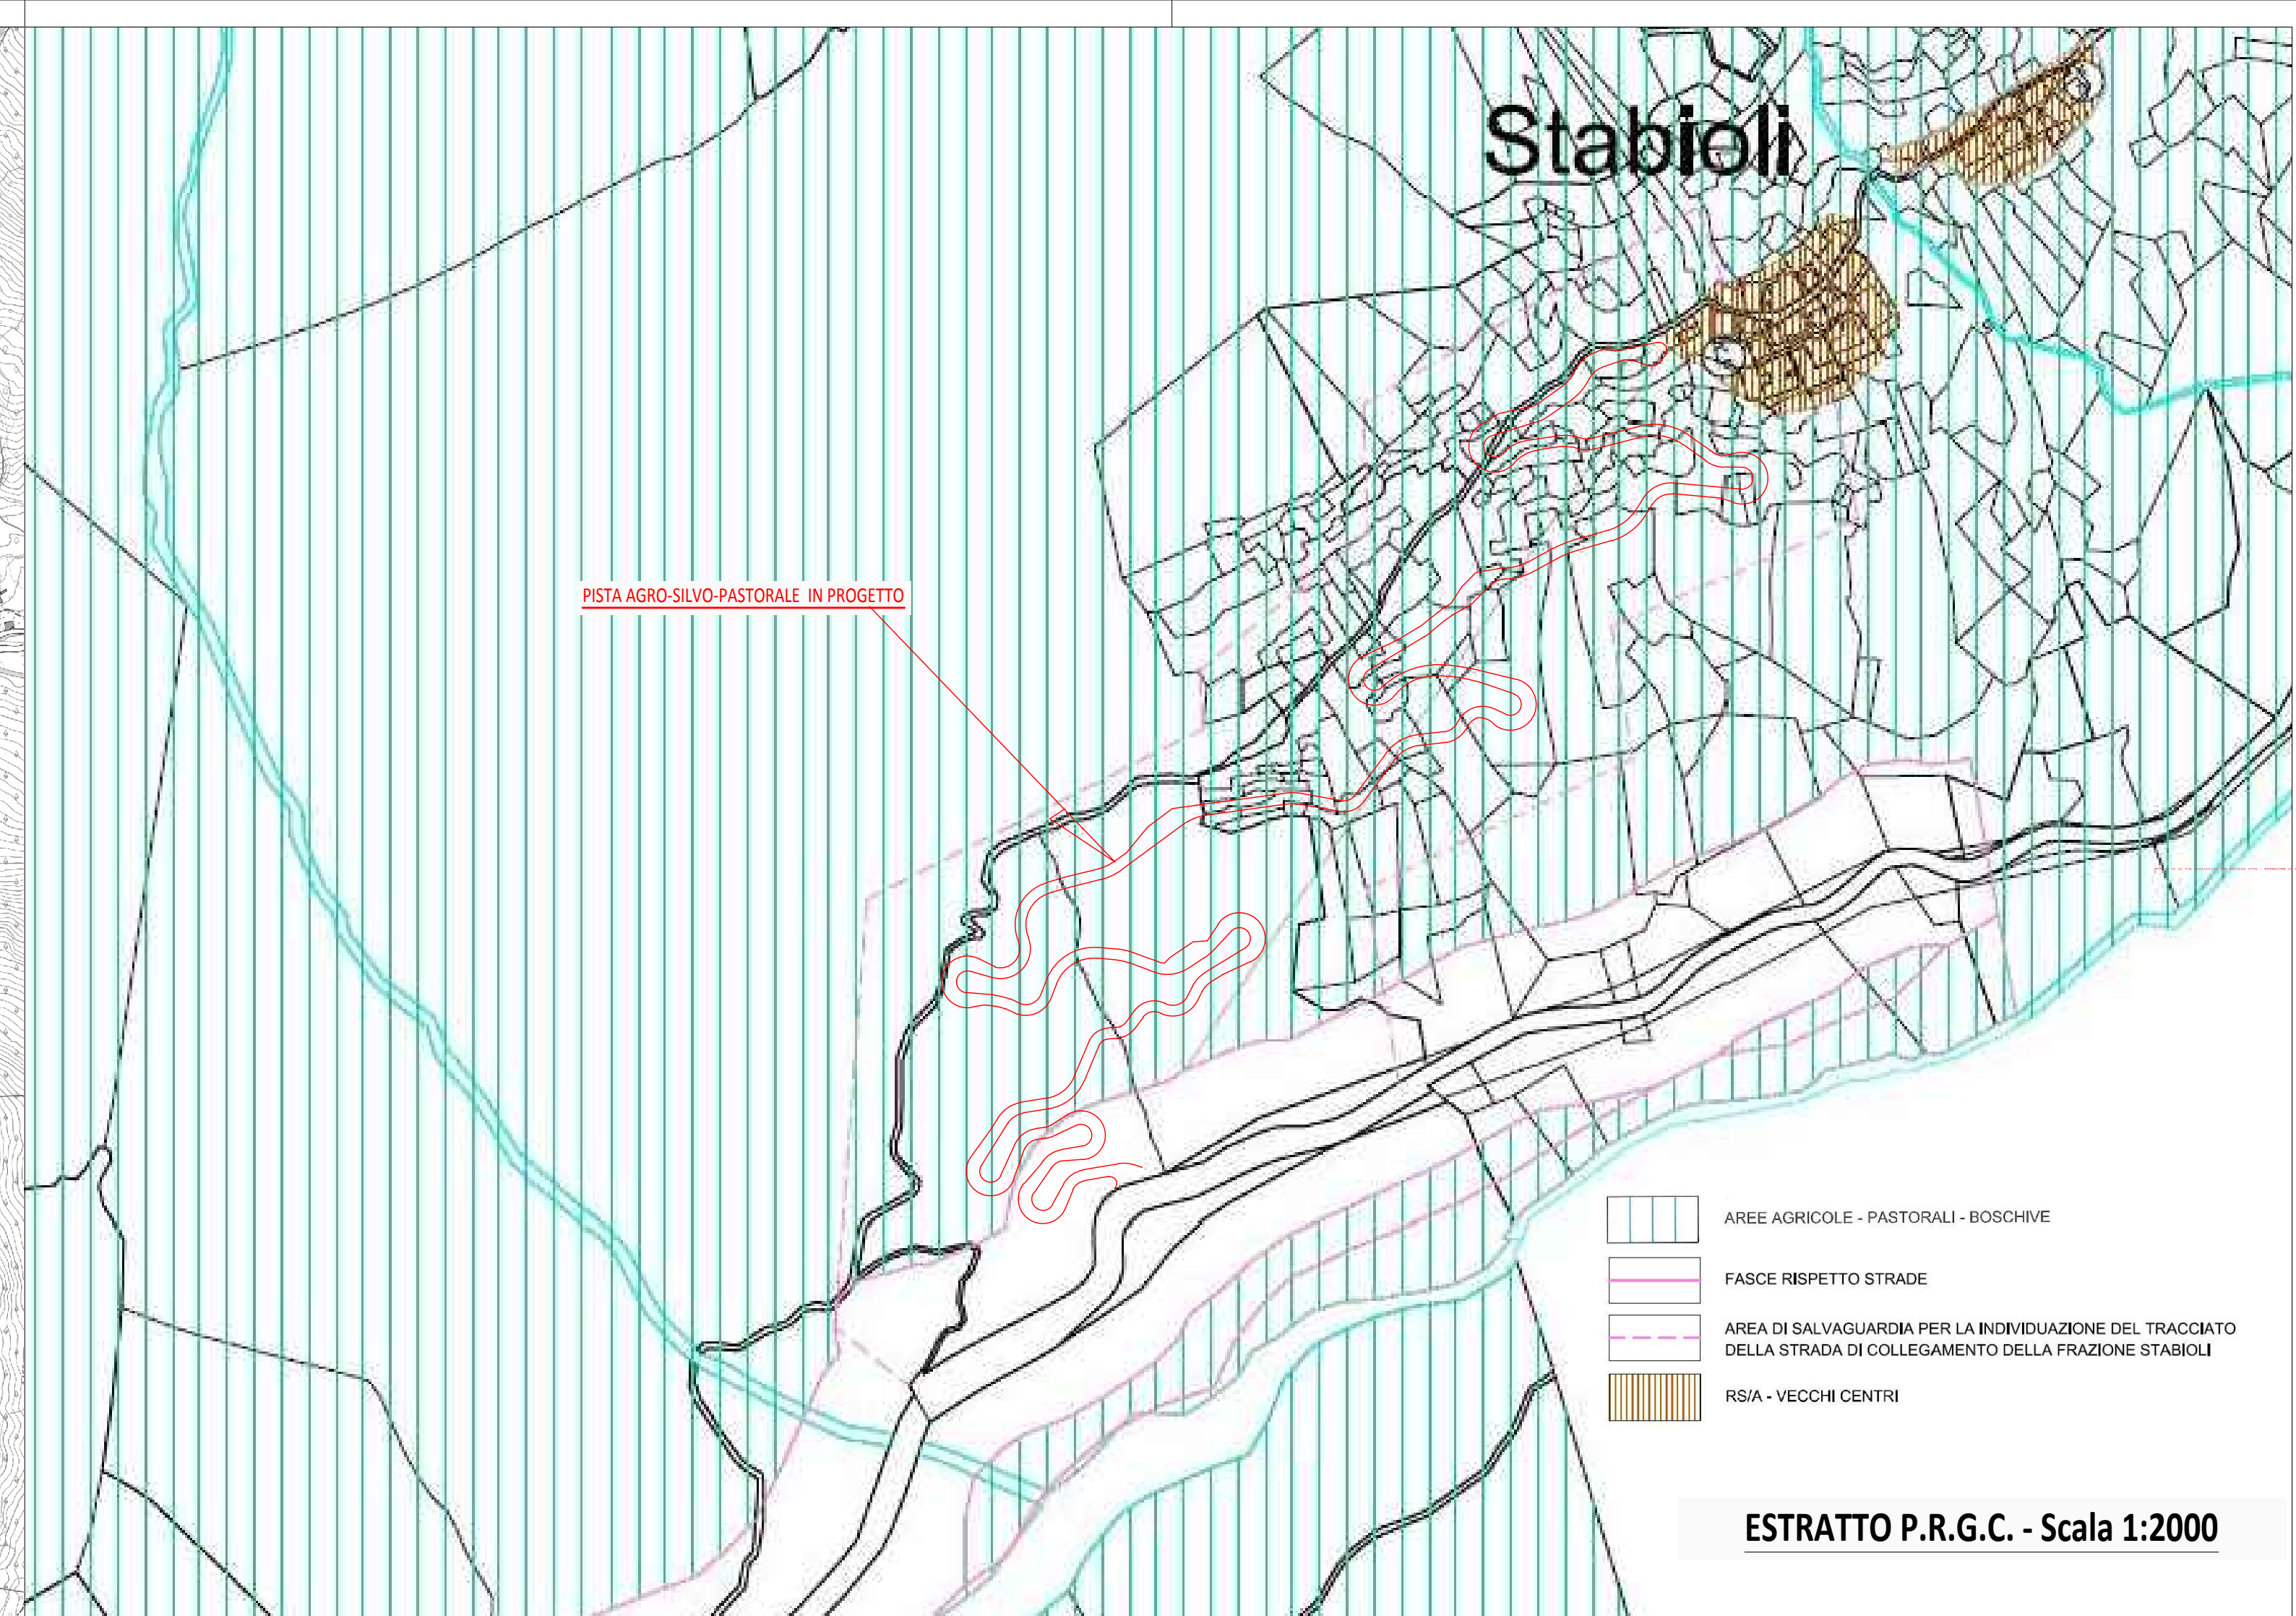 Stabioli
PISTA AGRO-SILVO-PASTORALE IN PROGETTO
AREE AGRICOLE - PASTORALI - BOSCHIVE
FASCE RISPETTO STRADE
AREA DI SALVAGUARDIA PER LA INDIVIDUAZIONE DEL TRACCIATO
DELLA STRADA DI COLLEGAMENTO DELLA FRAZIONE STABIOLI
RS/A - VECCHI CENTRI
ESTRATTO P.R.G.C. - Scala 1:2000